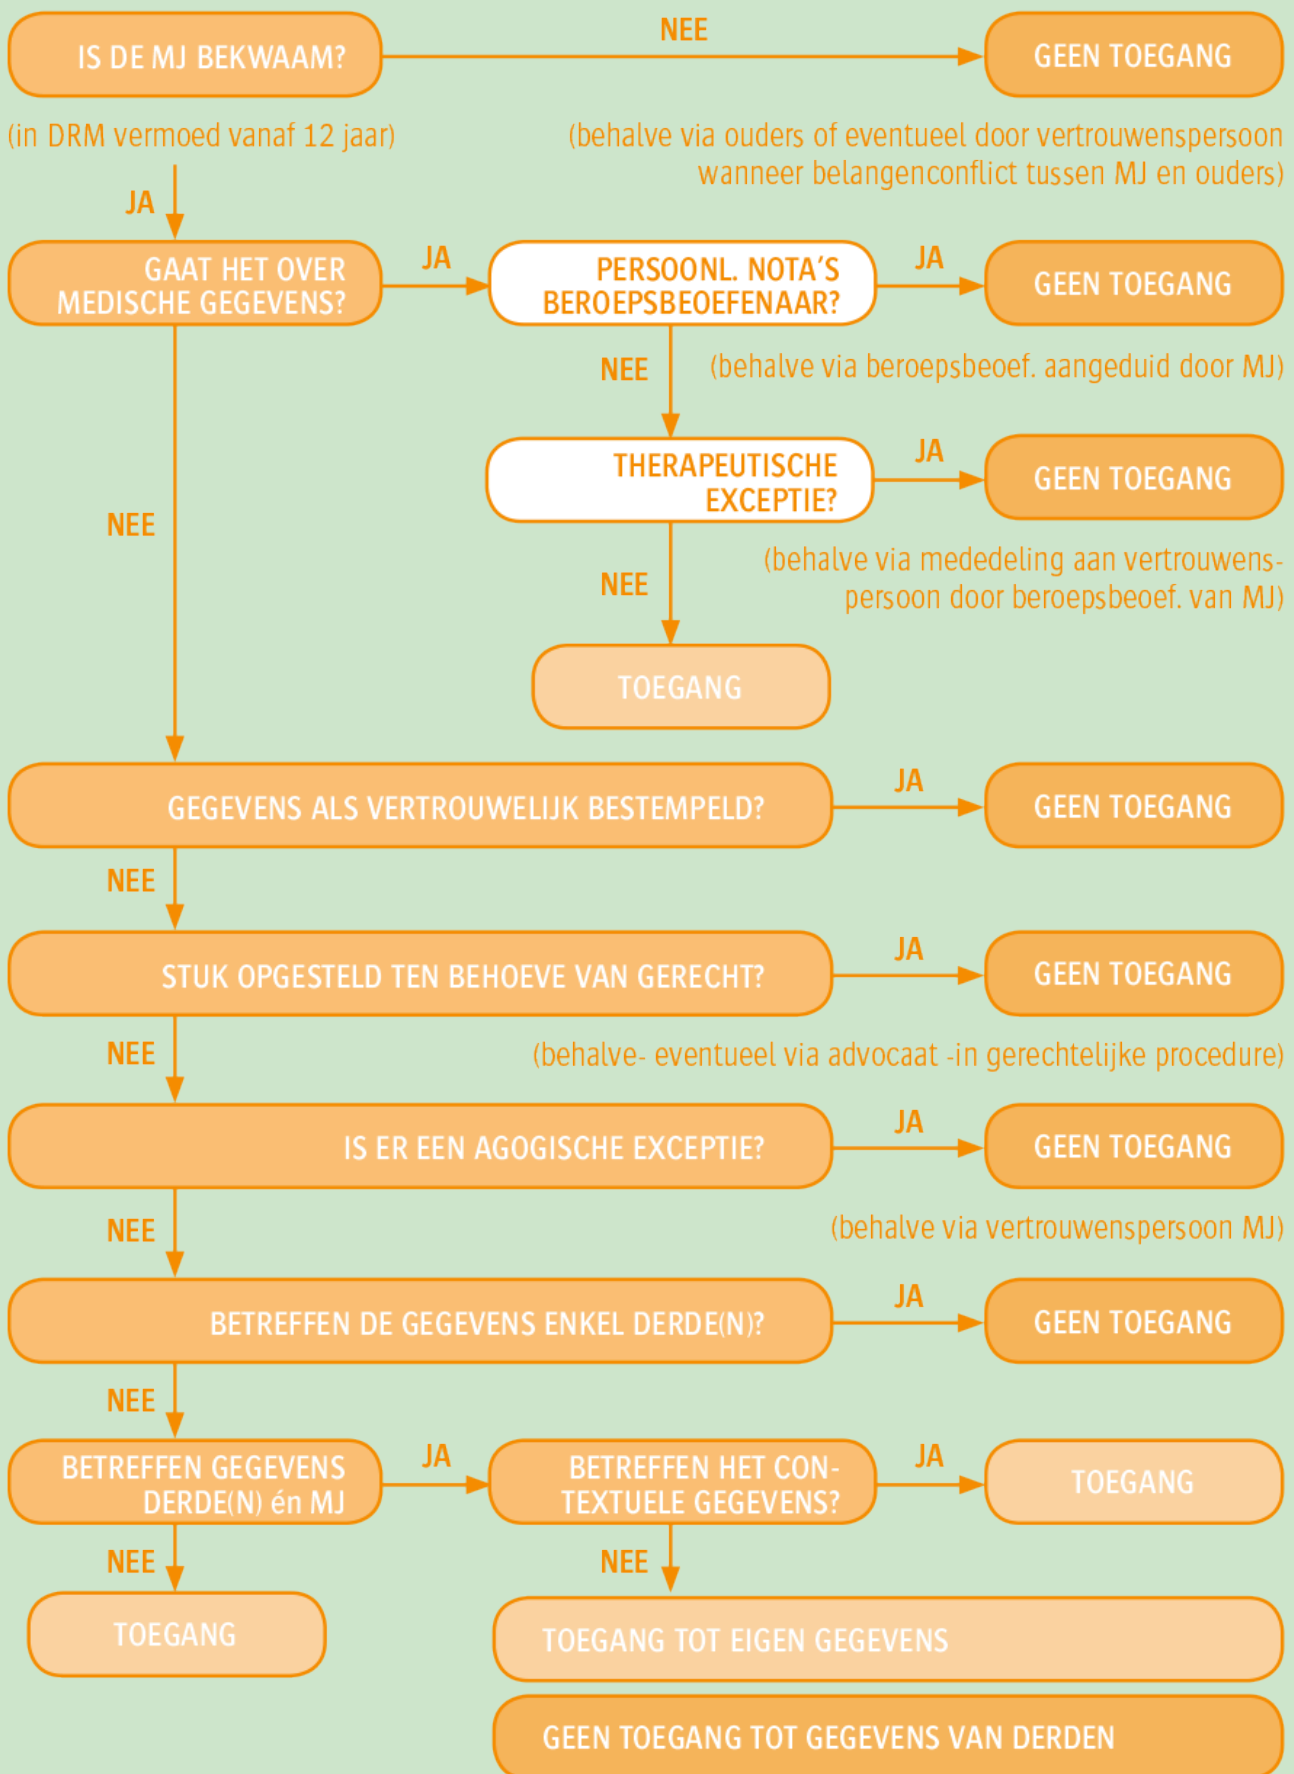 IS DE MJ BEKWAAM?
NEE
GEEN TOEGANG
(in DRM vermoed vanaf 12 jaar)
(behalve via ouders of eventueel door vertrouwenspersoon
wanneer belangenconflict tussen MJ en ouders)
JA
GAAT HET OVER
MEDISCHE GEGEVENS?
JA
PERSOONL. NOTA'S
BEROEPSBEOEFENAAR?
JA
GEEN TOEGANG
NEE
(behalve via beroepsbeoef. aangeduid door MJ)
THERAPEUTISCHE
EXCEPTIE?
JA
GEEN TOEGANG
NEE
(behalve via mededeling aan vertrouwens-
persoon door beroepsbeoef. van MJ)
NEE
TOEGANG
GEGEVENS ALS VERTROUWELIJK BESTEMPELD?
JA
GEEN TOEGANG
NEE
STUK OPGESTELD TEN BEHOEVE VAN GERECHT?
JA
GEEN TOEGANG
NEE
(behalve- eventueel via advocaat -in gerechtelijke procedure)
IS ER EEN AGOGISCHE EXCEPTIE?
JA
GEEN TOEGANG
NEE
(behalve via vertrouwenspersoon MJ)
BETREFFEN DE GEGEVENS ENKEL DERDE(N)?
JA
GEEN TOEGANG
NEE
BETREFFEN GEGEVENS
DERDE(N) én MJ
JA
BETREFFEN HET CON-
TEXTUELE GEGEVENS?
JA
TOEGANG
NEE
TOEGANG
NEE
TOEGANG TOT EIGEN GEGEVENS
GEEN TOEGANG TOT GEGEVENS VAN DERDEN